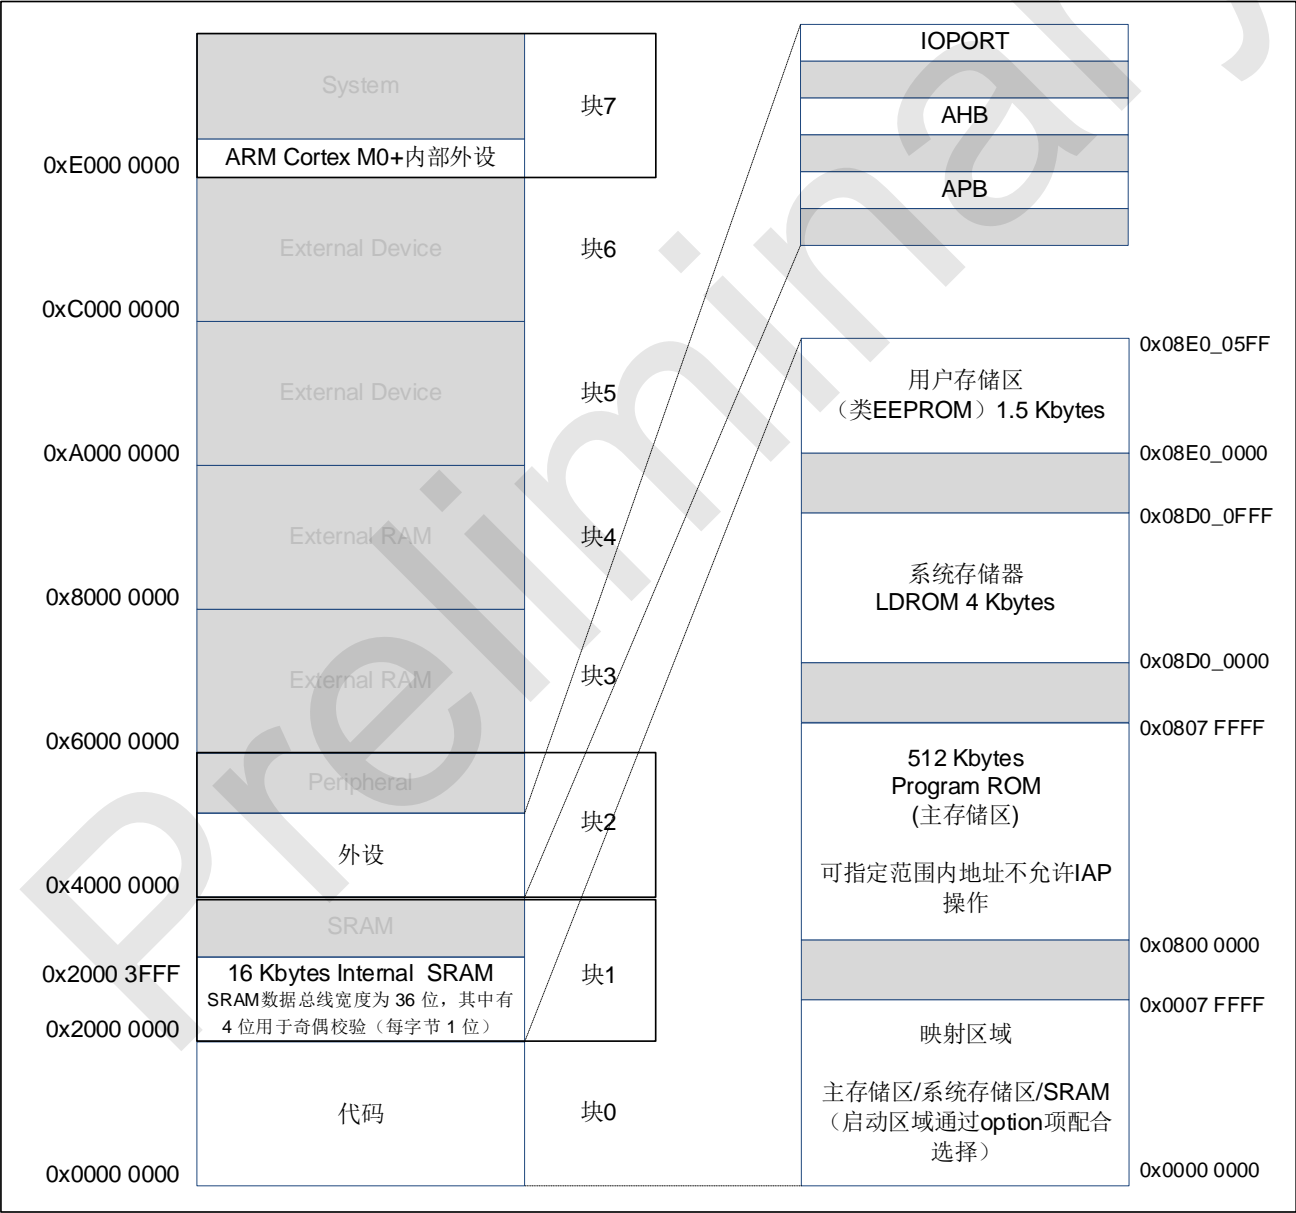 System
块7
0xE000 0000
ARM Cortex M0+内部外设
External Device
块6
0xC000 0000
External Device
块5
0xA000 0000
External RAM
块4
0x8000 0000
External RAM
块3
0x6000 0000
Peripheral
块2
外设
0x4000 0000
SRAM
0x2000 3FFF
16 Kbytes Internal SRAM
SRAM数据总线宽度为 36 位，其中有
4 位用于奇偶校验（每字节 1 位）
块1
0x2000 0000
代码
块0
0x0000 0000
IOPORT
AHB
APB
0x08E0_05FF
用户存储区
（类EEPROM）1.5 Kbytes
0x08E0_0000
0x08D0_0FFF
系统存储器
LDROM 4 Kbytes
0x08D0_0000
0x0807 FFFF
512 Kbytes
Program ROM
(主存储区)
可指定范围内地址不允许IAP
操作
0x0800 0000
0x0007 FFFF
映射区域
主存储区/系统存储区/SRAM
（启动区域通过option项配合
选择）
0x0000 0000
Preliminary